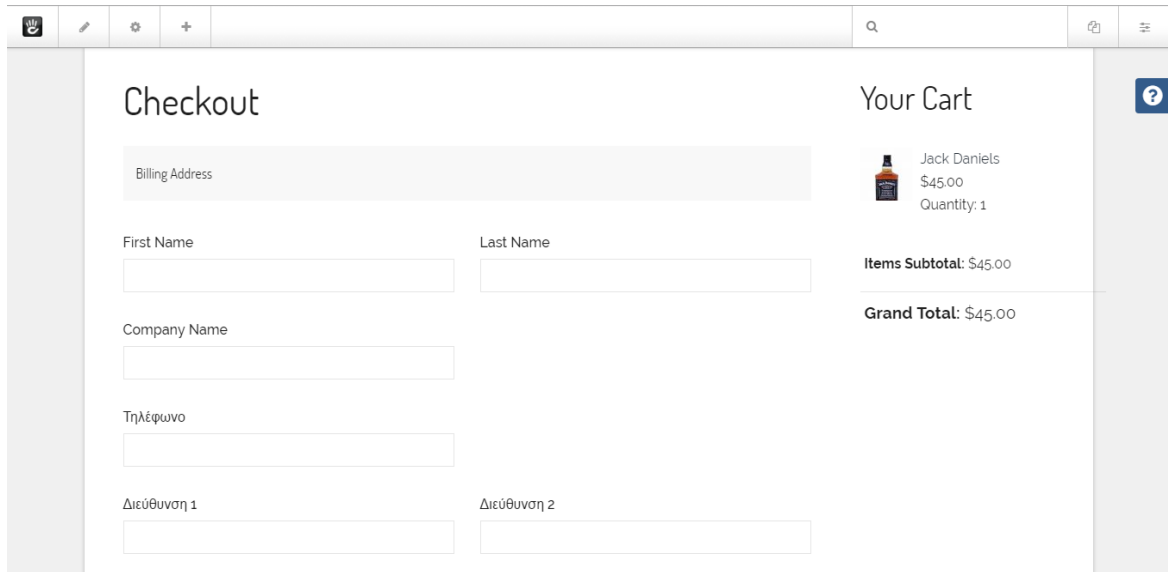 Checkout
Billing Address
First Name
Last Name
Company Name
Τηλέφωνο
Διεύθυνση 1
Διεύθυνση 2
Your Cart
Jack Daniels
$45.00
Quantity: 1
Items Subtotal: $45.00
Grand Total: $45.00